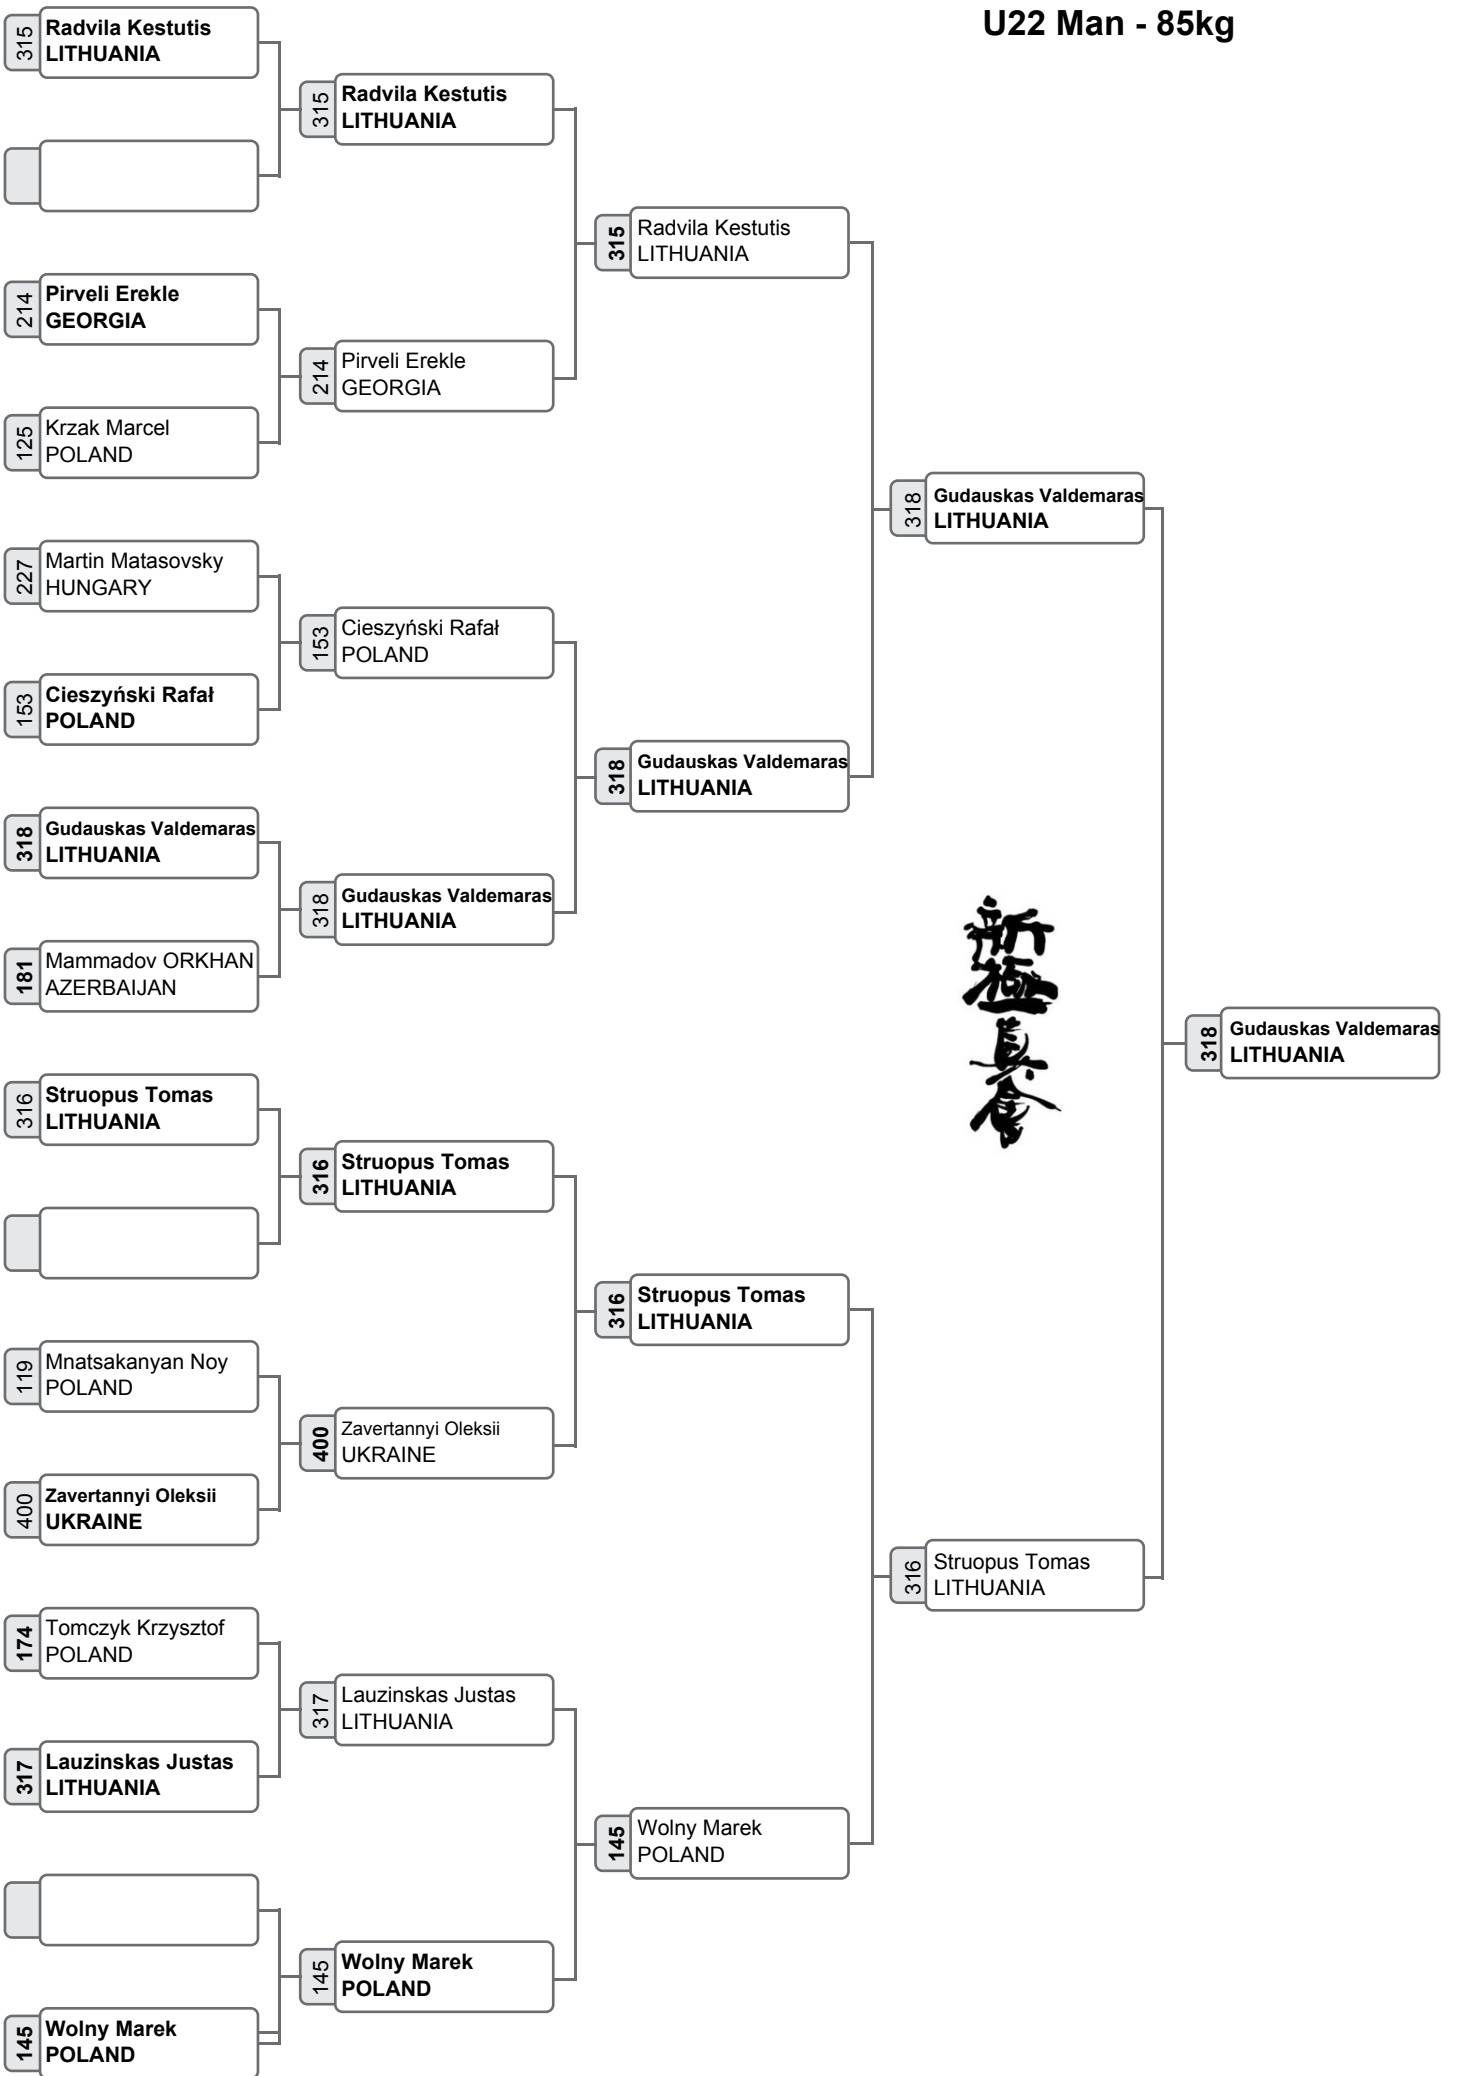 U22 Man - 85kg
315
Radvila Kestutis
LITHUANIA
214
Pirveli Erekle
GEORGIA
125
Krzak Marcel
POLAND
227
Martin Matasovsky
HUNGARY
153
Cieszyński Rafał
POLAND
318
Gudauskas Valdemaras
LITHUANIA
181
Mammadov ORKHAN
AZERBAIJAN
316
Struopus Tomas
LITHUANIA
119
Mnatsakanyan Noy
POLAND
400
Zavertannyi Oleksii
UKRAINE
174
Tomczyk Krzysztof
POLAND
317
Lauzinskas Justas
LITHUANIA
145
Wolny Marek
POLAND
315
Radvila Kestutis
LITHUANIA
214
Pirveli Erekle
GEORGIA
153
Cieszyński Rafał
POLAND
318
Gudauskas Valdemaras
LITHUANIA
316
Struopus Tomas
LITHUANIA
400
Zavertannyi Oleksii
UKRAINE
317
Lauzinskas Justas
LITHUANIA
145
Wolny Marek
POLAND
315
Radvila Kestutis
LITHUANIA
318
Gudauskas Valdemaras
LITHUANIA
316
Struopus Tomas
LITHUANIA
145
Wolny Marek
POLAND
318
Gudauskas Valdemaras
LITHUANIA
316
Struopus Tomas
LITHUANIA
新極真會
318
Gudauskas Valdemaras
LITHUANIA